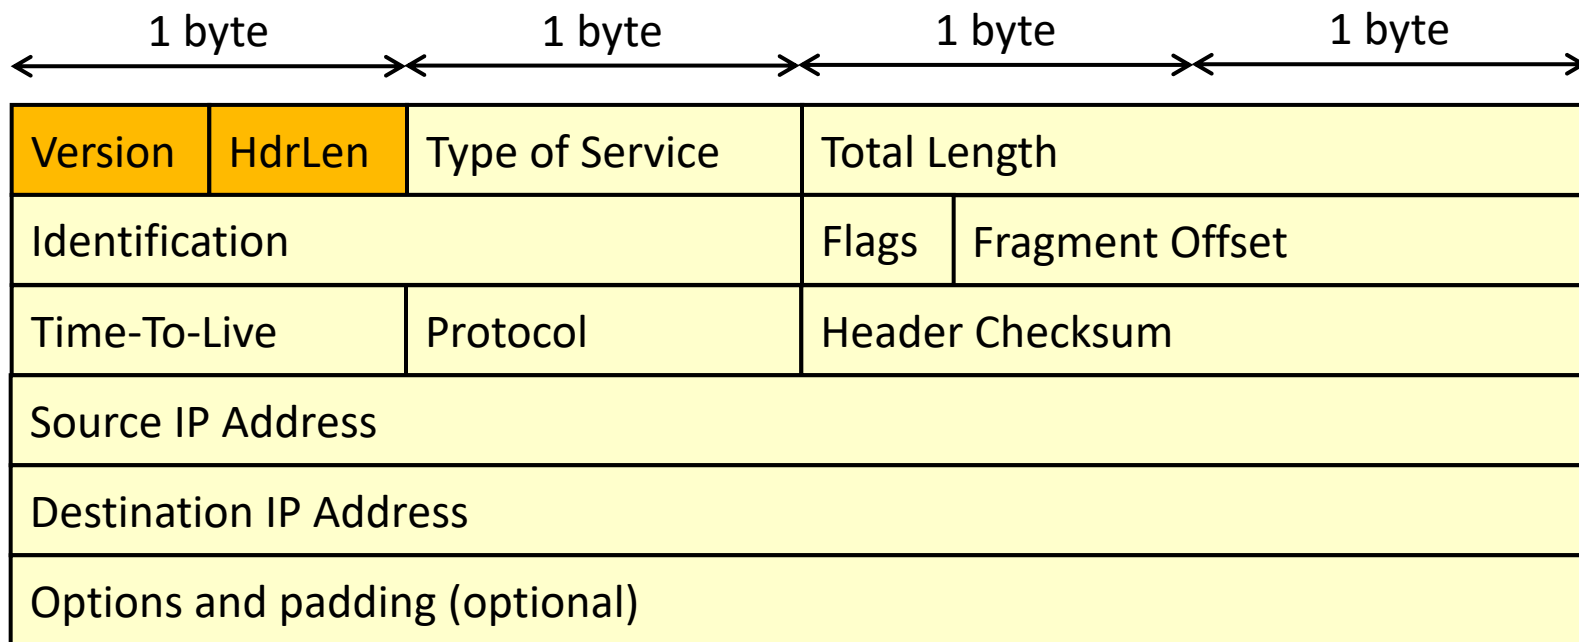 1 byte 1 byte 1 byte 1 byte
Version HdrLen Type of Service Total Length
Identification Flags Fragment Offset
Time-To-Live Protocol Header Checksum
Source IP Address
Destination IP Address
Options and padding (optional)